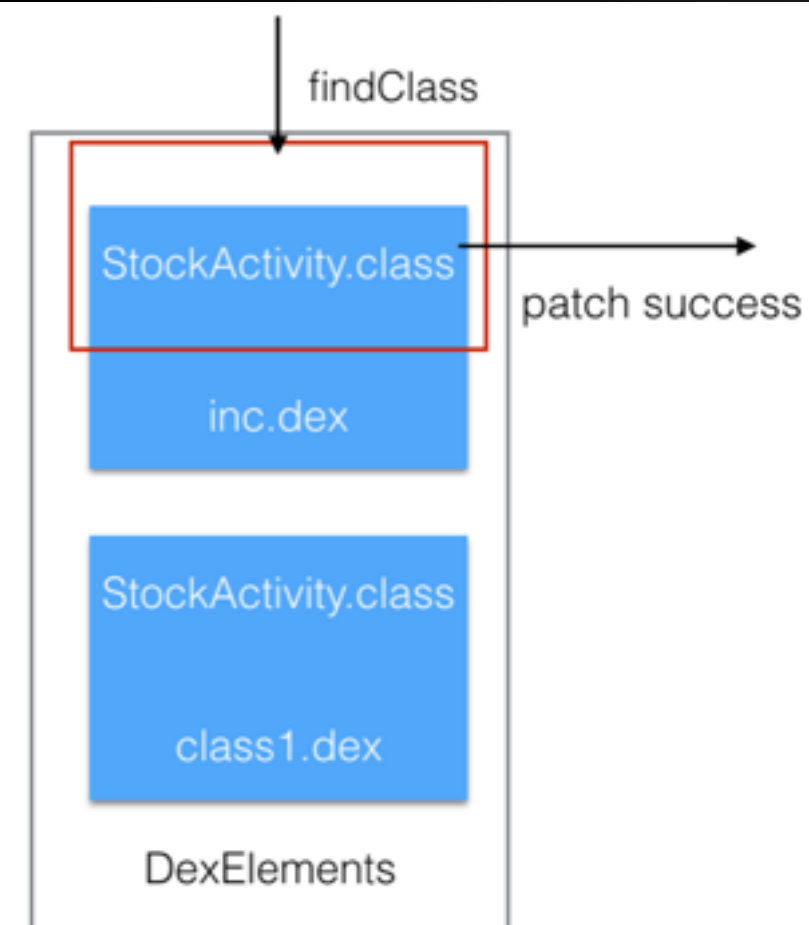 findClass
StockActivity.class
patch success
inc.dex
StockActivity.class
class1.dex
DexElements